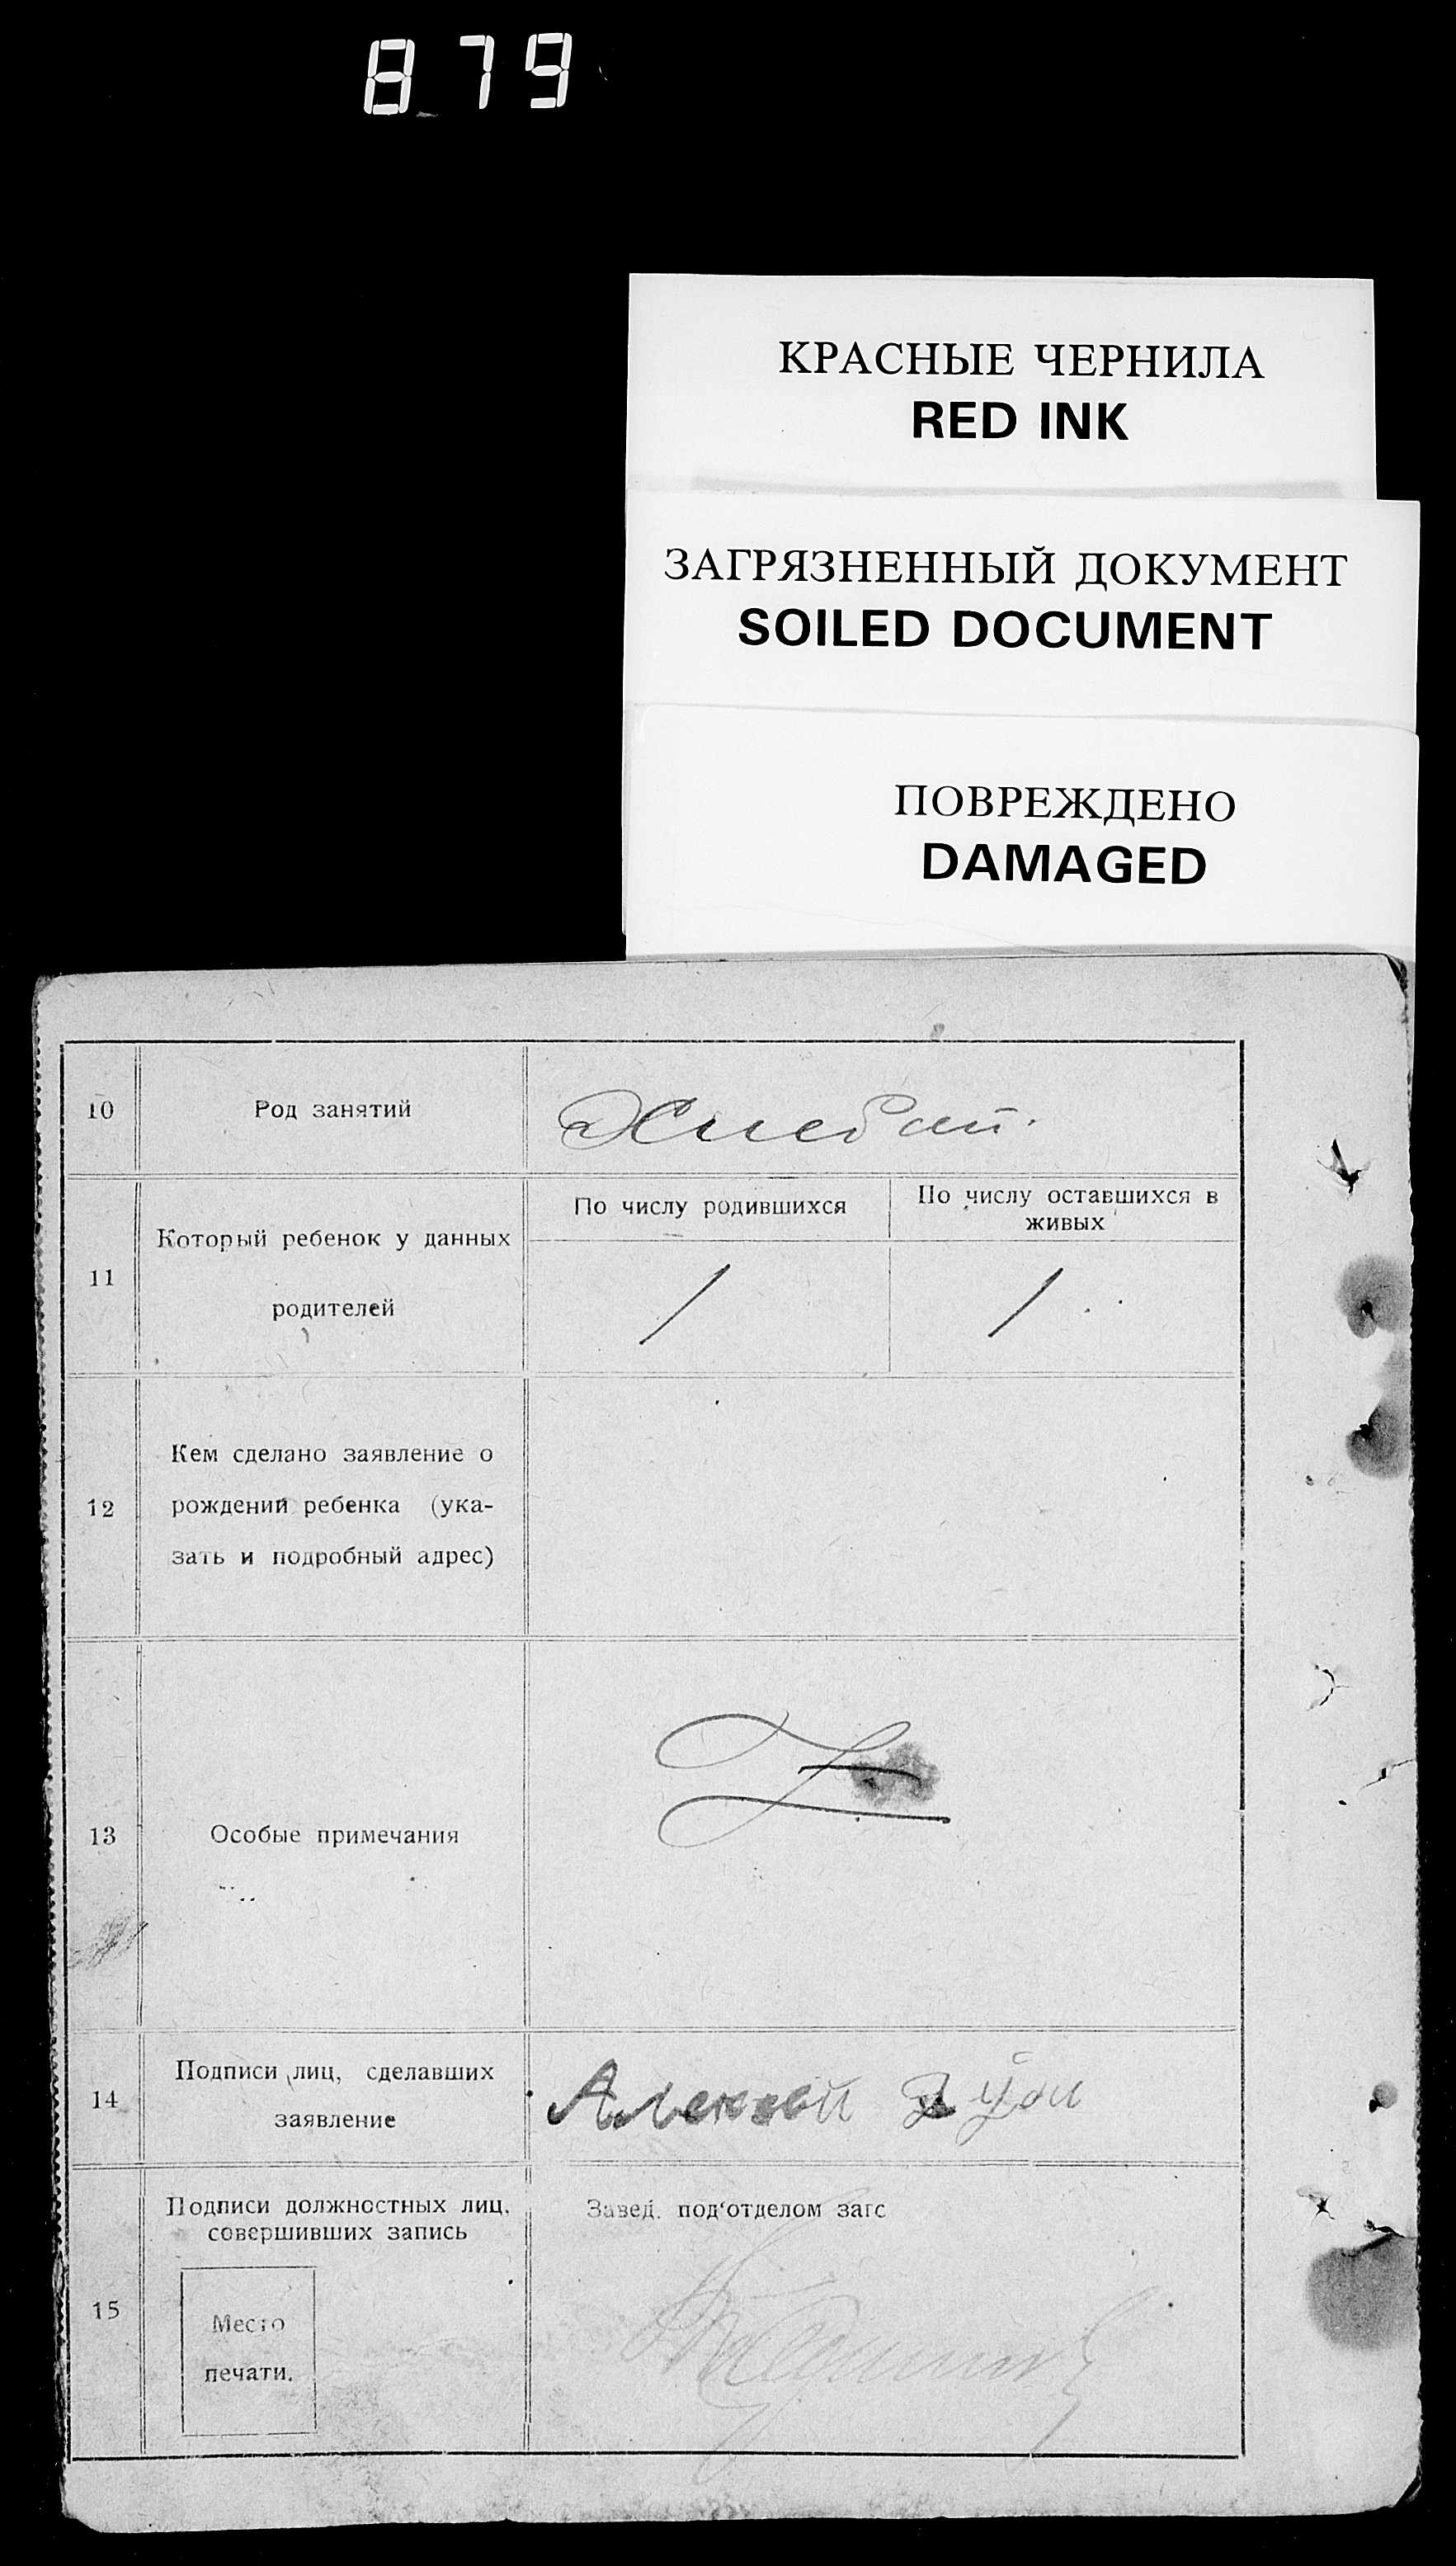 879
КРАСНЫЕ ЧЕРНИЛА
RED INK
ЗАГРЯЗНЕННЫЙ ДОКУМЕНТ
SOILED DOCUMENT
ПОВРЕЖДЕНО
DAMAGED
10
Род занятий
11
Который ребенок у данных
родителей
По числу родившихся
По числу оставшихся в
живых
1
1
12
Кем сделано заявление о
рождении ребенка (ука-
зать и подробный адрес)
13
Особые примечания
14
Подписи лиц, сделавших
заявление
Алексей
15
Подписи должностных лиц,
совершивших запись
Место
печати.
Завед. под'отделом загс